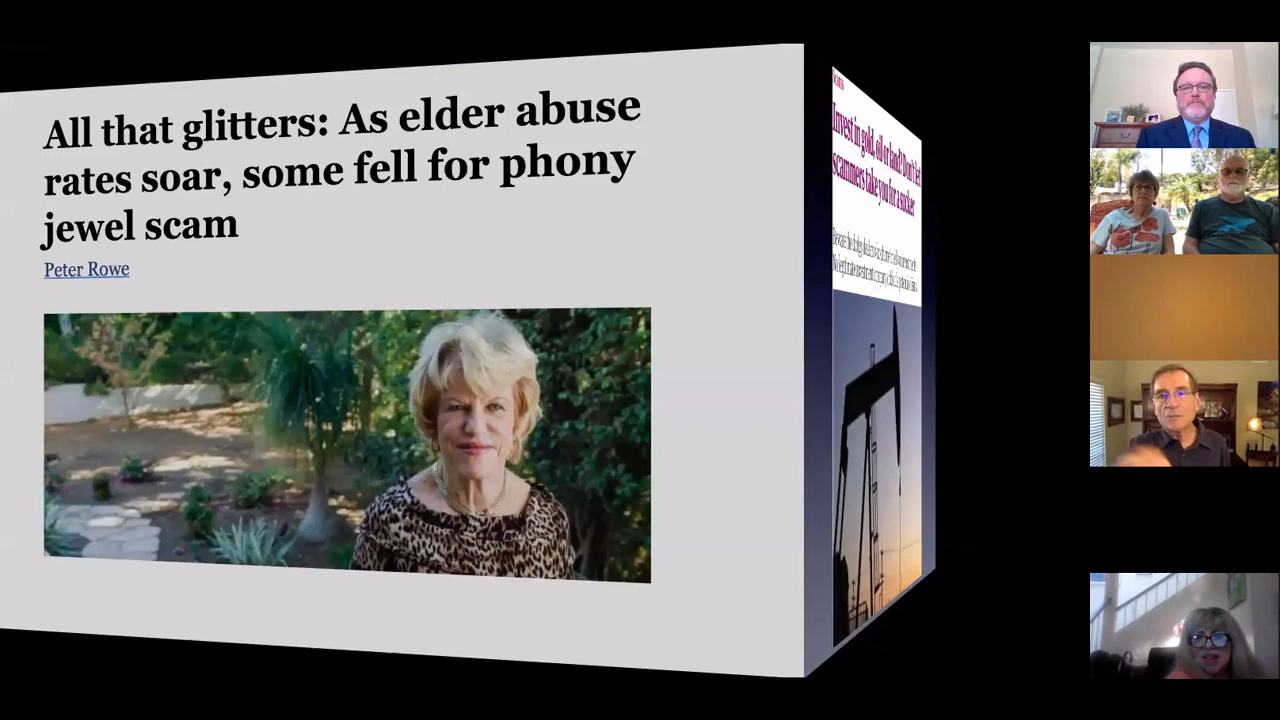 All that glitters: As elder abuse
rates soar, some fell for phony
jewel scam
Peter Rowe
Scams
Invest in gold, oil or land? Don't let
scammers take you for a sucker